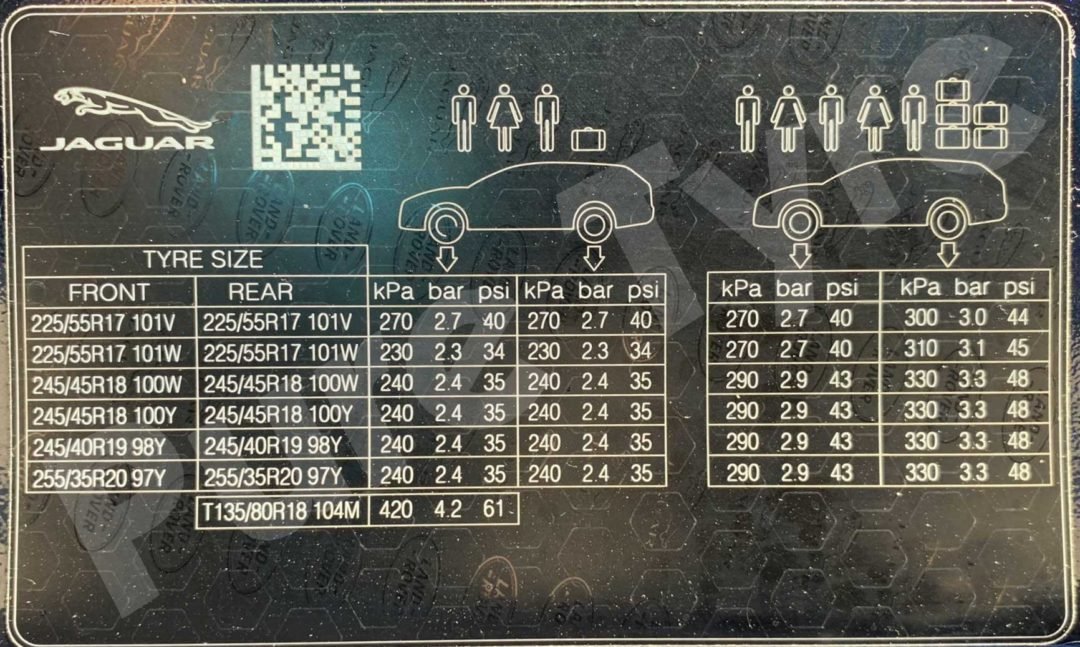 JAGUAR
TYRE SIZE
FRONT REAR kPa bar psi kPa bar psi kPa bar psi kPa bar psi
225/55R17 101V 225/55R17 101V 270 2.7 40 270 2.7 40 270 2.7 40 300 3.0 44
225/55R17 101W 225/55R17 101W 230 2.3 34 230 2.3 34 270 2.7 40 310 3.1 45
245/45R18 100W 245/45R18 100W 240 2.4 35 240 2.4 35 290 2.9 43 330 3.3 48
245/45R18 100Y 245/45R18 100Y 240 2.4 35 240 2.4 35 290 2.9 43 330 3.3 48
245/40R19 98Y 245/40R19 98Y 240 2.4 35 240 2.4 35 290 2.9 43 330 3.3 48
255/35R20 97Y 255/35R20 97Y 240 2.4 35 240 2.4 35 290 2.9 43 330 3.3 48
T135/80R18 104M 420 4.2 61
PureTyre